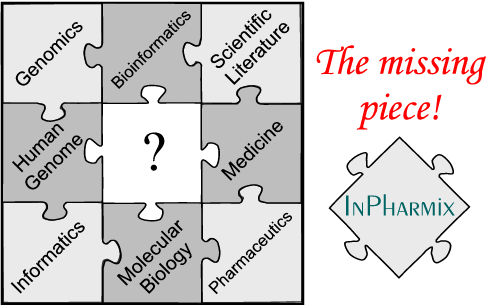 Genomics
Bioinformatics
Scientific
Literature
Human
Genome
?
Medicine
Informatics
Molecular
Biology
Pharmaceutics
The missing
piece!
INPHARMIX